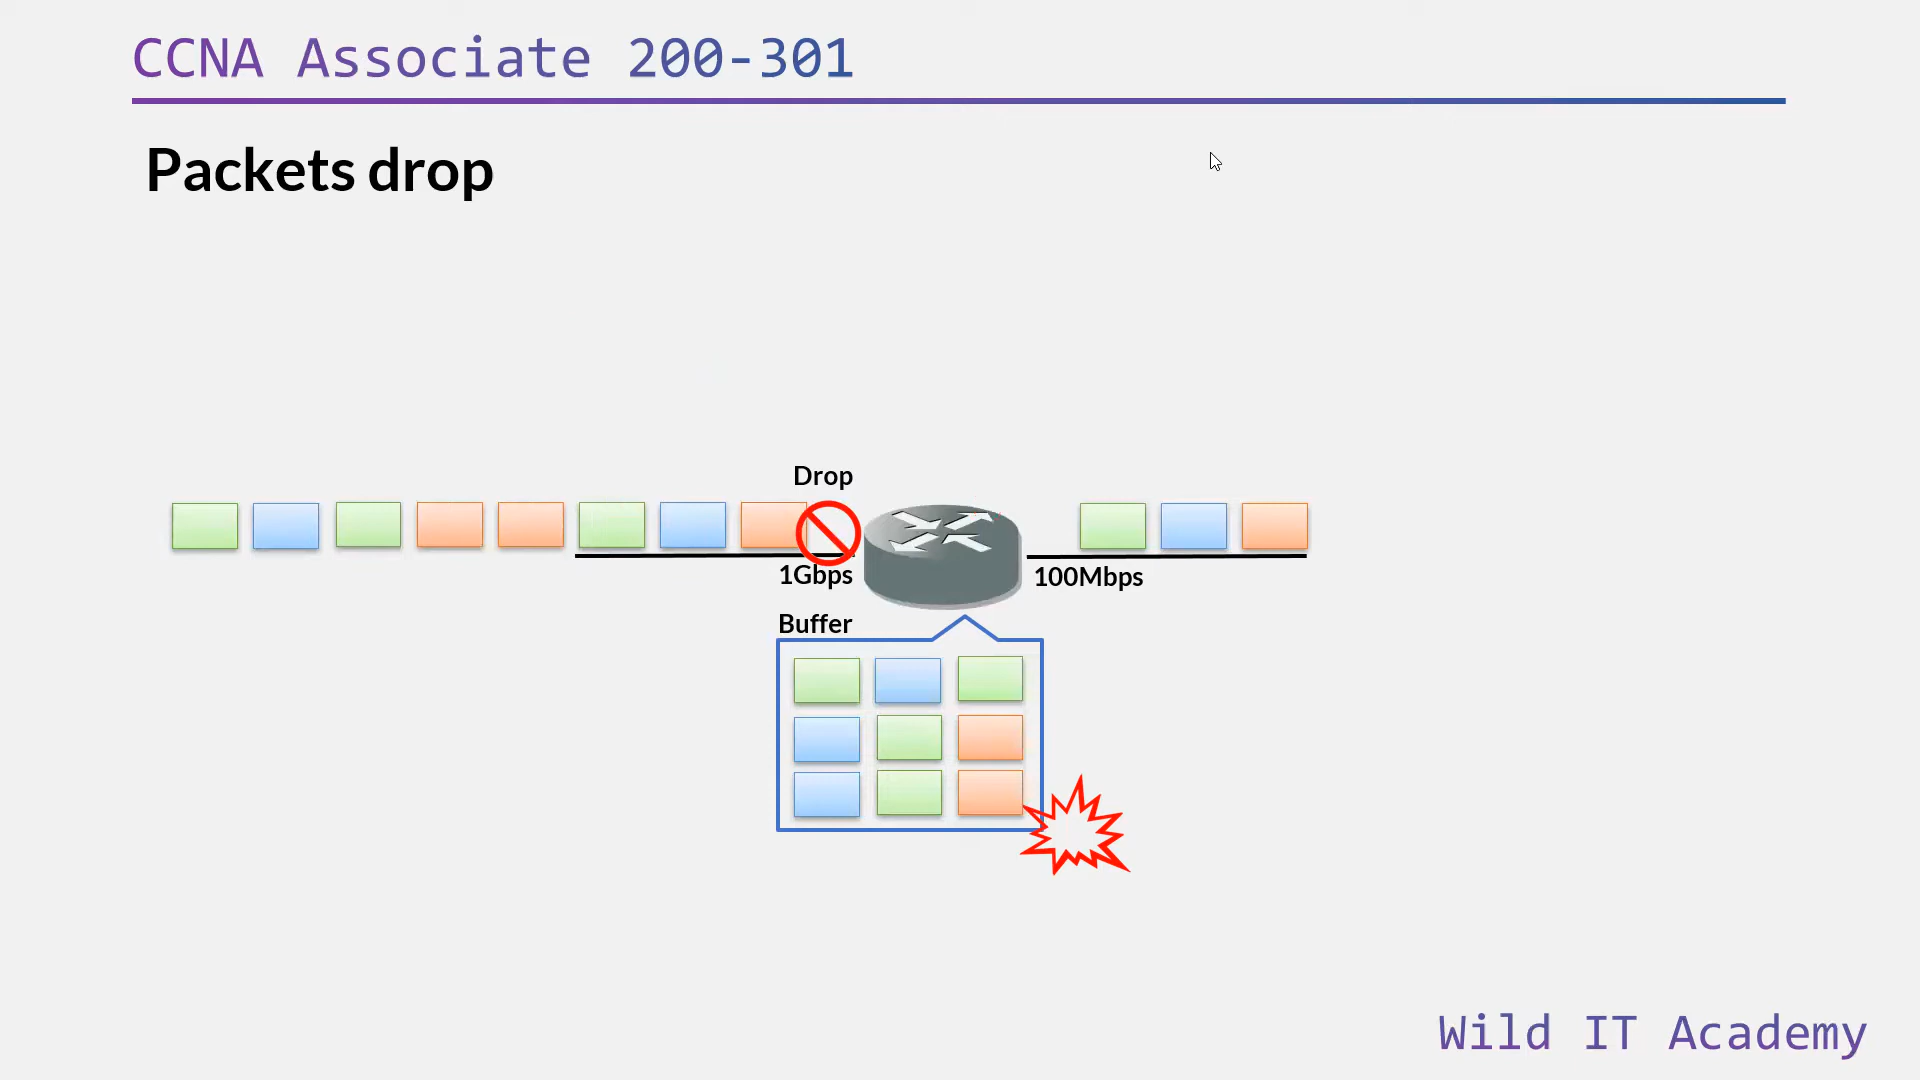 CCNA Associate 200-301
Packets drop
Drop
1Gbps
100Mbps
Buffer
Wild IT Academy